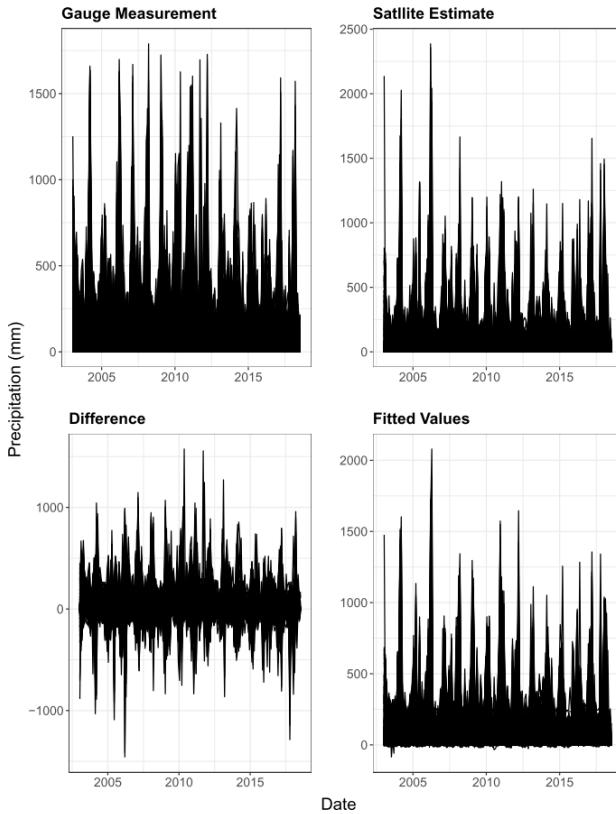 Gauge Measurement
Satllite Estimate
1500
1000
500
0
2005 2010 2015
2500
2000
1500
1000
500
0
2005 2010 2015
Precipitation (mm)
Difference
Fitted Values
1000
0
−1000
2005 2010 2015
2000
1500
1000
500
0
2005 2010 2015
Date